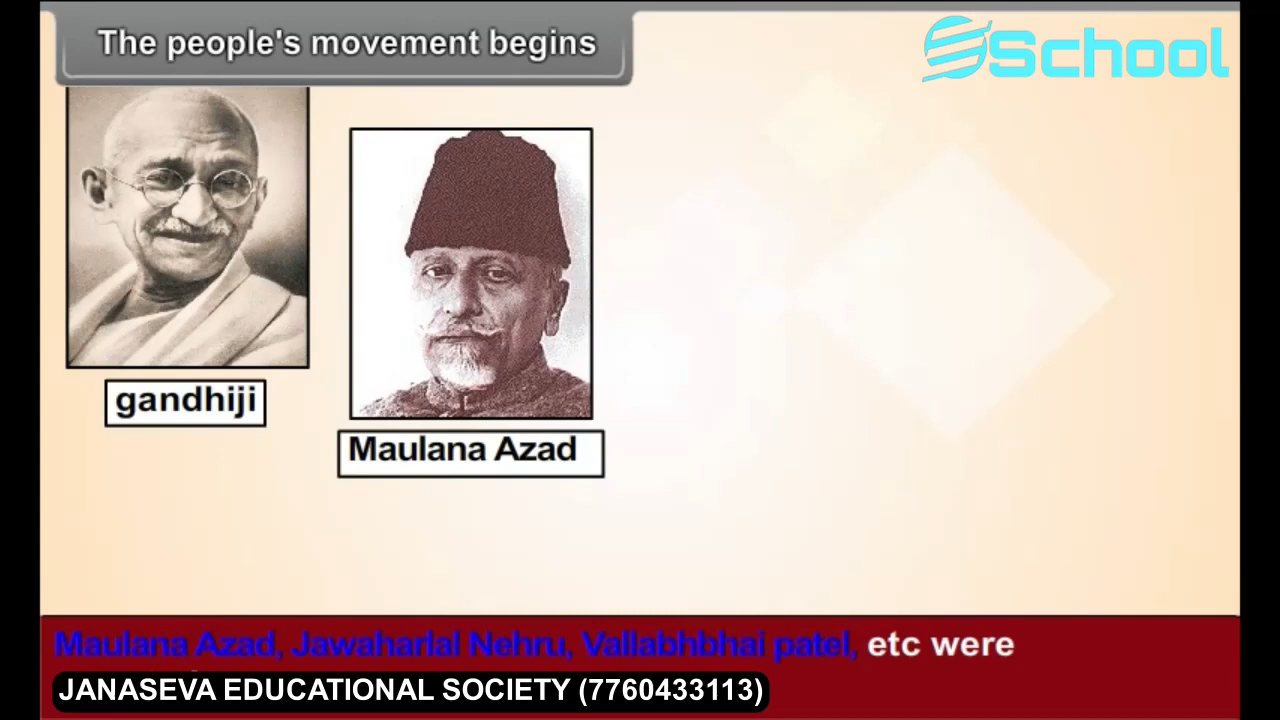 The people's movement begins
School
gandhiji
Maulana Azad
Maulana Azad, Jawaharlal Nehru, Vallabhbhai patel, etc were
JANASEVA EDUCATIONAL SOCIETY (7760433113)